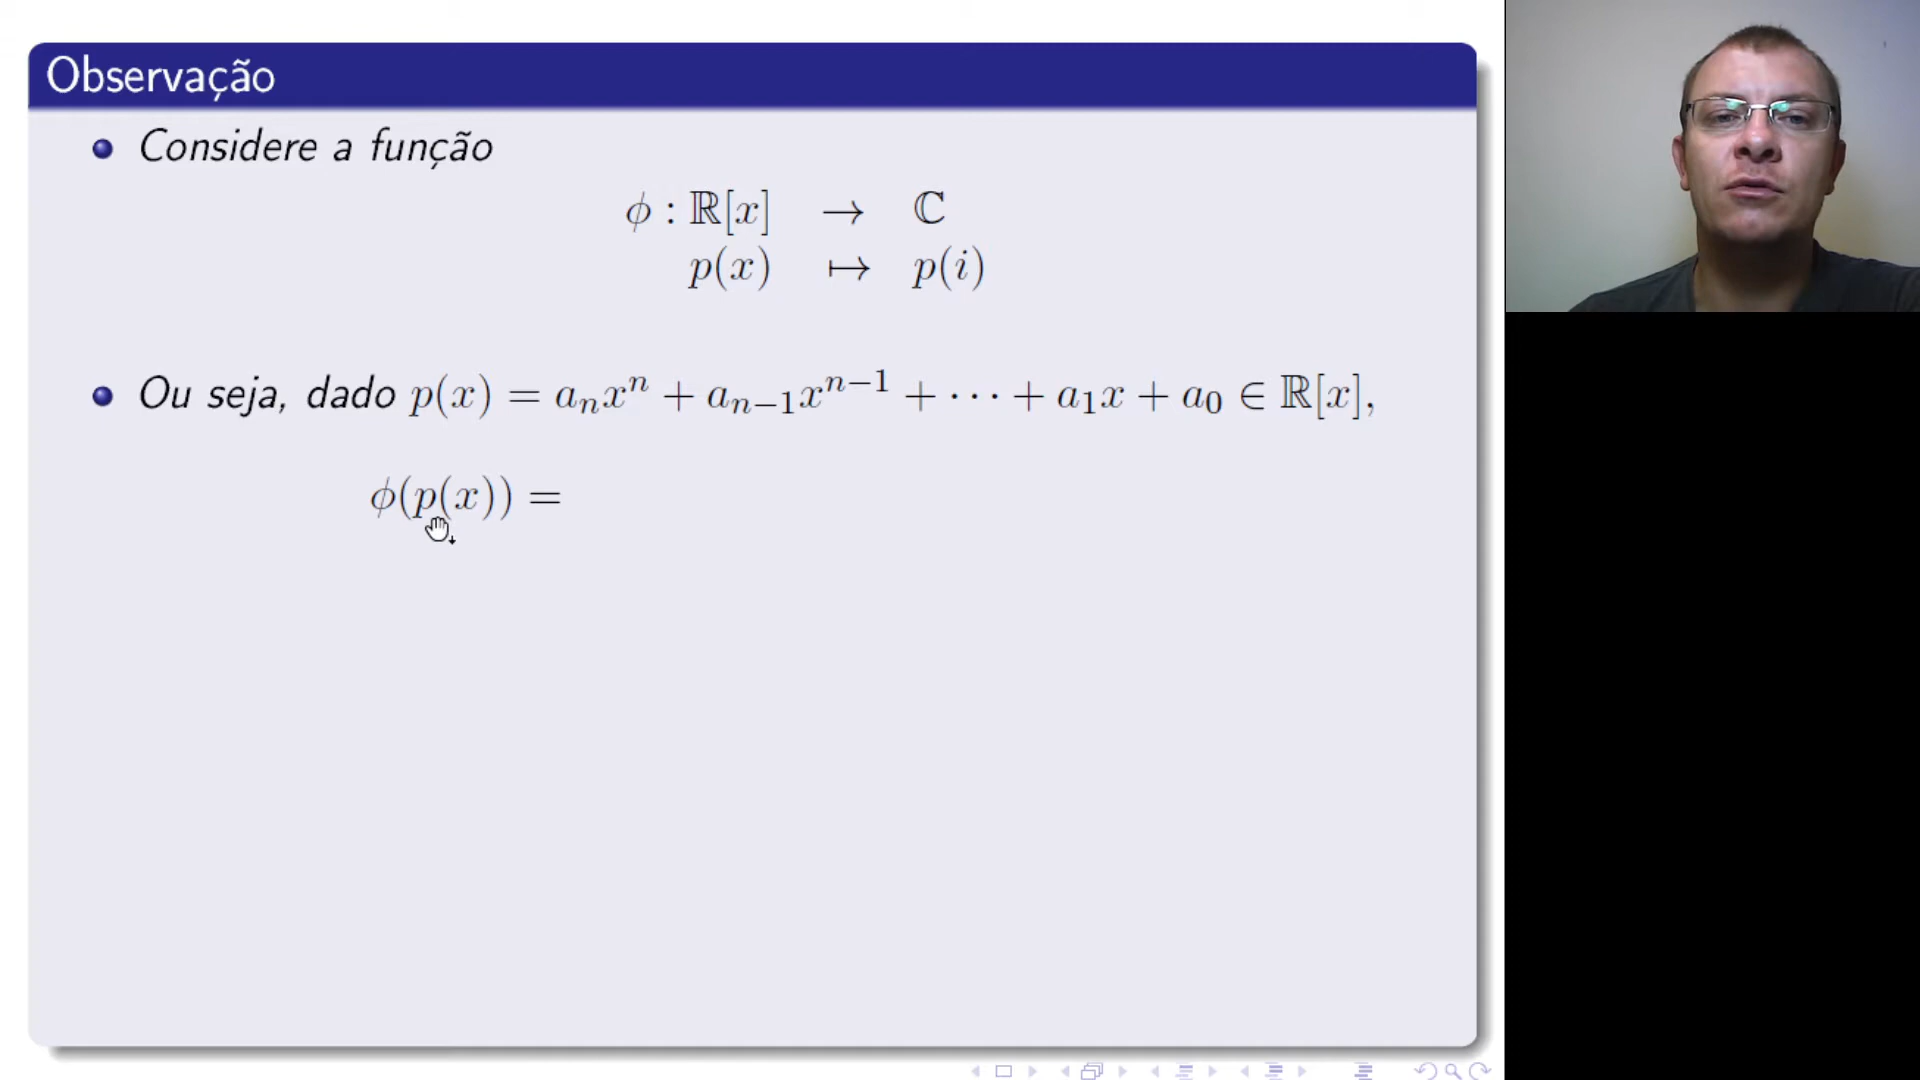 Observação
Considere a função
ϕ : ℝ[x] → ℂ
p(x) ↦ p(i)
Ou seja, dado p(x) = aₙxⁿ + aₙ₋₁xⁿ⁻¹ + ⋯ + a₁x + a₀ ∈ ℝ[x],
ϕ(p(x)) =